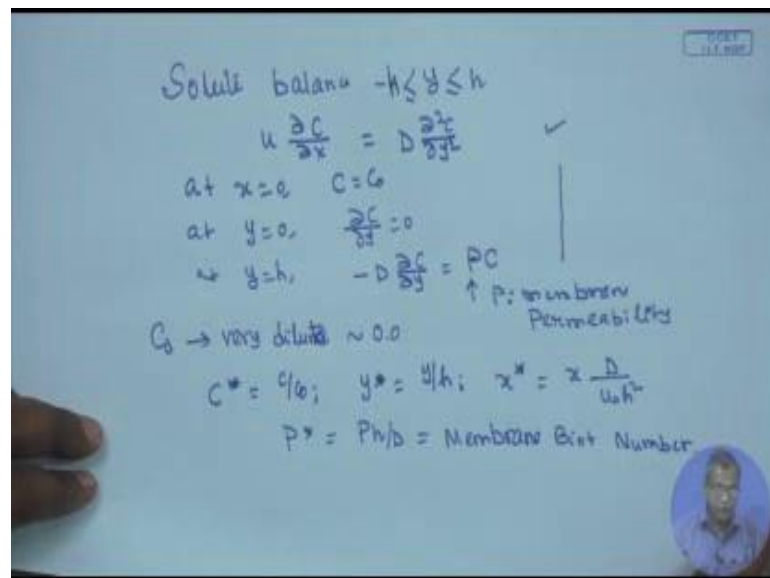 Solute balance -h ≤ y ≤ h
u ∂C/∂x = D ∂²C/∂y² ✓
at x=0 C=C₀
at y=0, ∂C/∂y =0
at y=h, -D ∂C/∂y = PC
↑ P: membrane
Permeability
→ very dilute ~ 0.0
C* = C/C₀; y* = y/h; x* = x D/u₀h²
P* = Ph/D = Membrane Biot Number